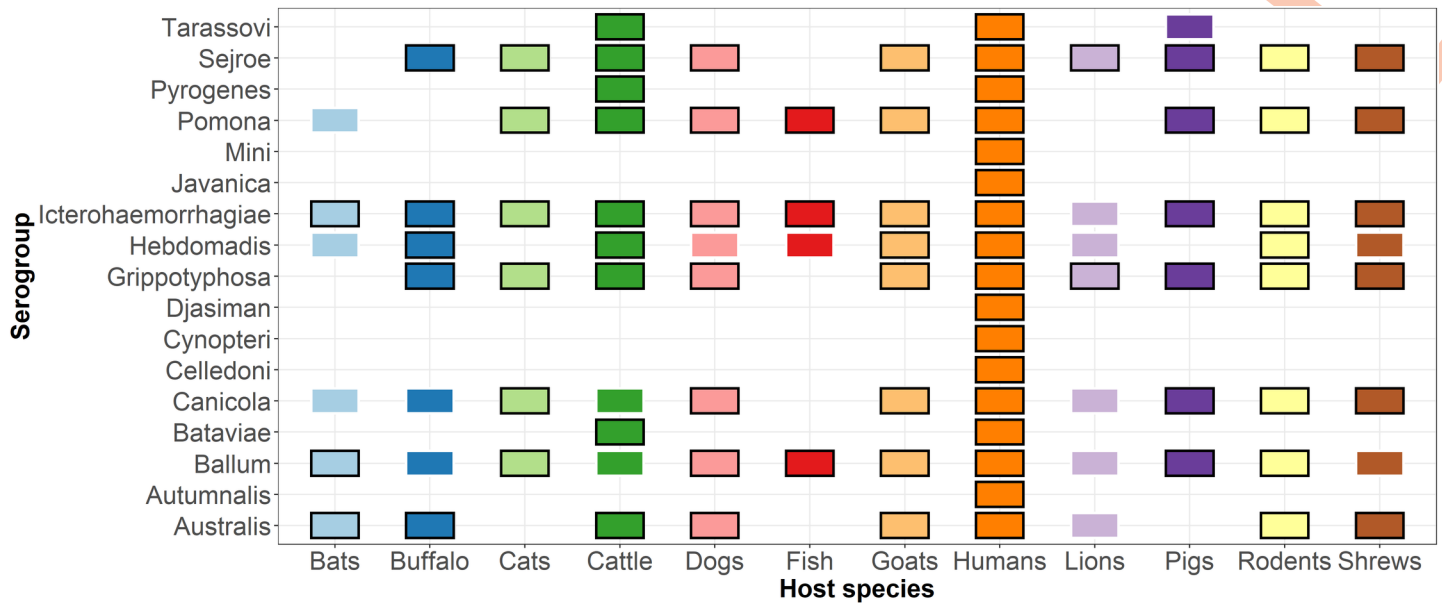 Serogroup
Tarassovi
Sejroe
Pyrogenes
Pomona
Mini
Javanica
Icterohaemorrhagiae
Hebdomadis
Grippotyphosa
Djasiman
Cynopteri
Celledoni
Canicola
Bataviae
Ballum
Autumnalis
Australis
Bats Buffalo Cats Cattle Dogs Fish Goats Humans Lions Pigs Rodents Shrews
Host species